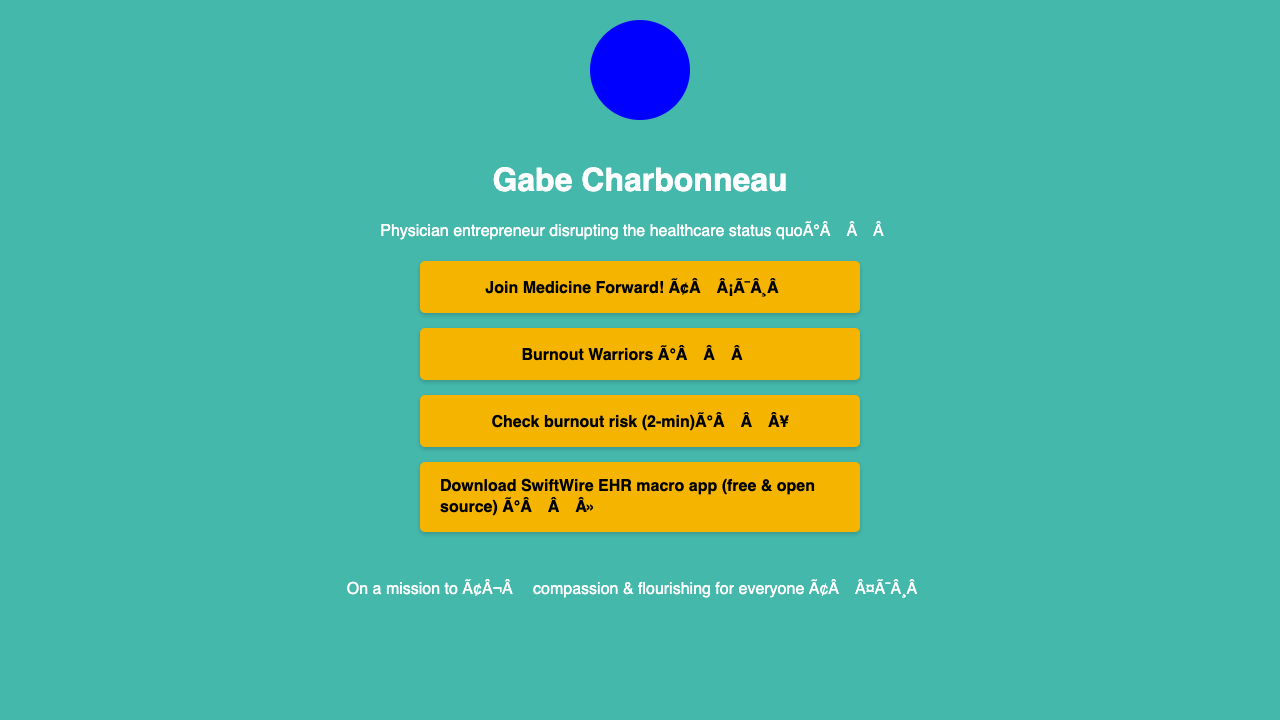 Gabe Charbonneau
Physician entrepreneur disrupting the healthcare status quoÃ°Â Â Â
Join Medicine Forward! Ã¢Â Â¡Ã¯Â¸Â
Burnout Warriors Ã°Â Â Â
Check burnout risk (2-min)Ã°Â Â Â¥
Download SwiftWire EHR macro app (free & open
source) Ã°Â Â Â»
On a mission to Ã¢Â¬Â compassion & flourishing for everyone Ã¢Â Â¤Ã¯Â¸Â